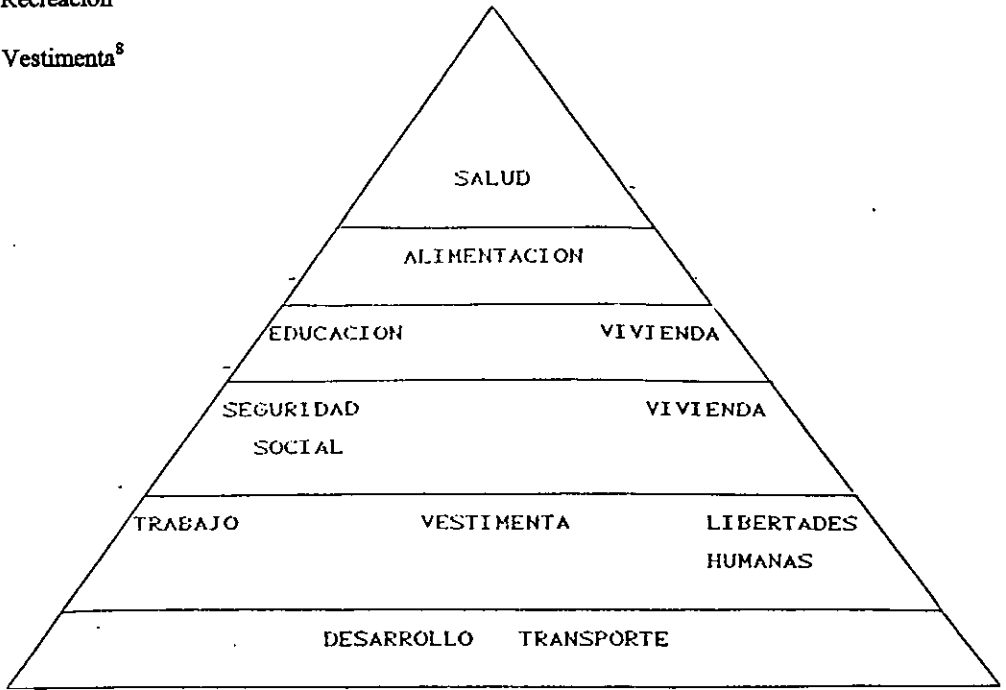 Recreación
Vestimenta⁸
SALUD
ALIMENTACION
EDUCACION VIVIENDA
SEGURIDAD VIVIENDA
SOCIAL
TRABAJO VESTIMENTA LIBERTADES
HUMANAS
DESARROLLO TRANSPORTE